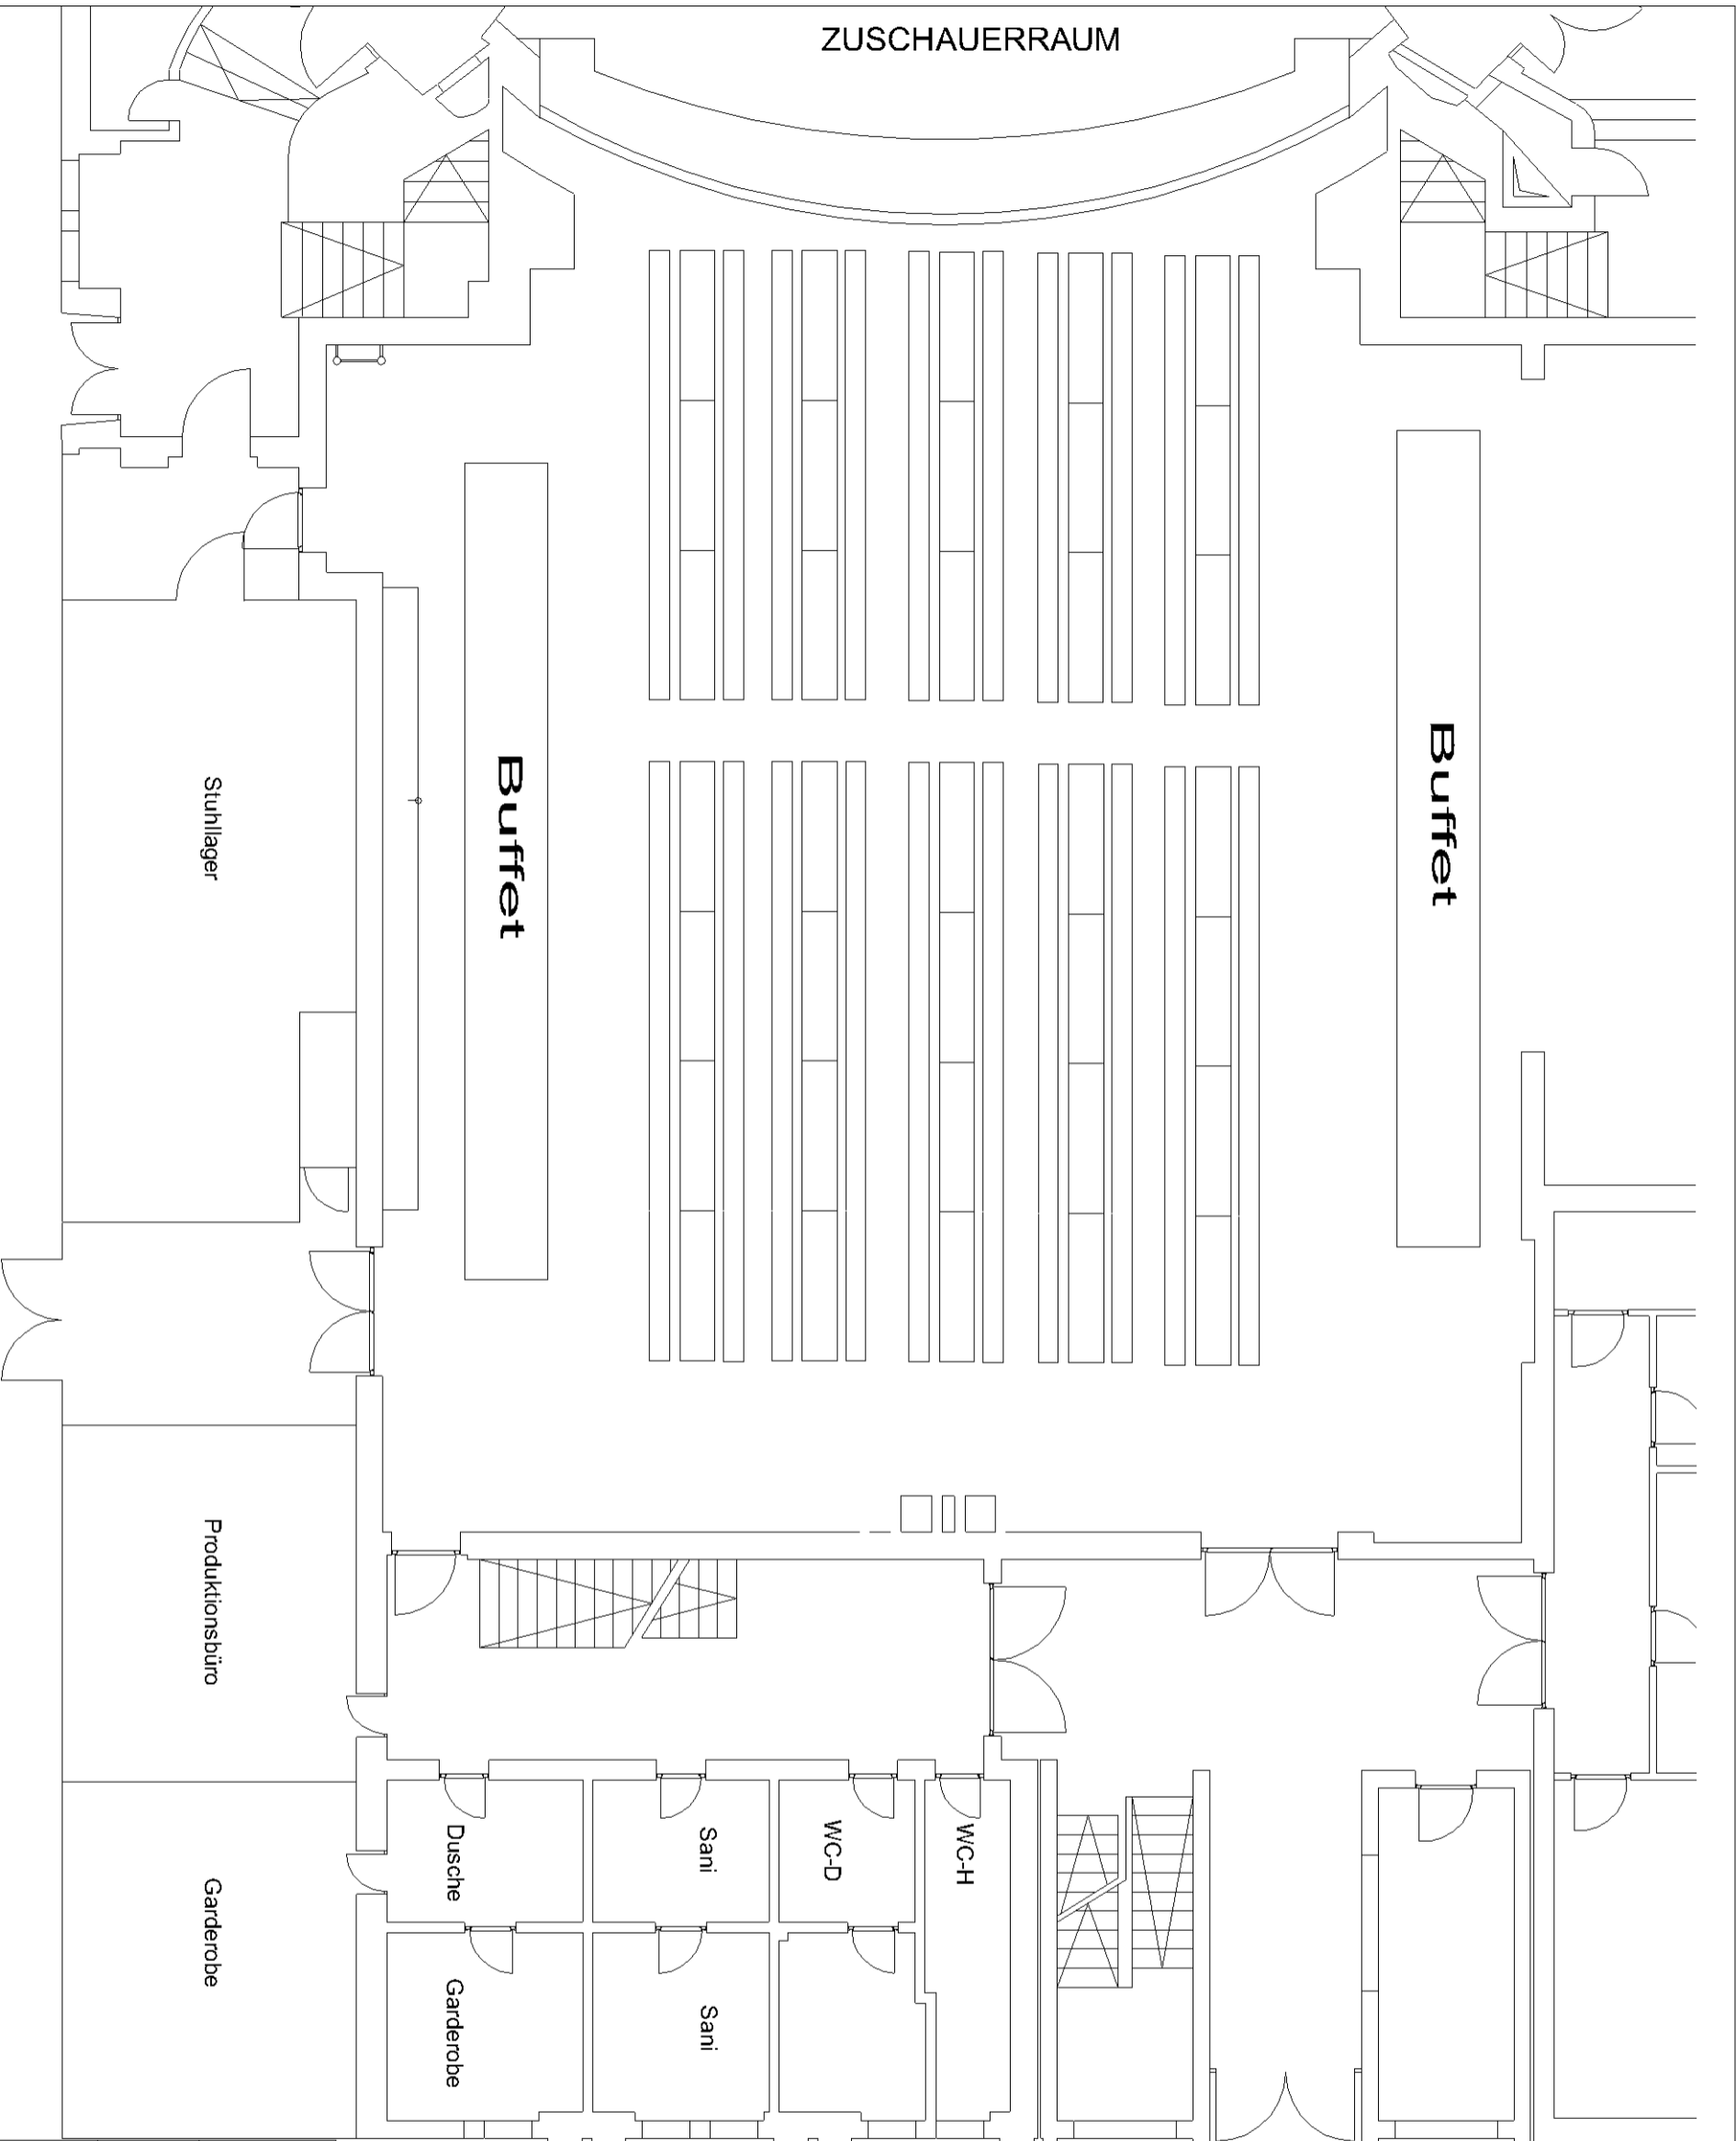 ZUSCHAUERRAUM
Buffet
Buffet
Stuhllager
Produktionsbüro
Garderobe
Dusche
Sani
WC-D
WC-H
Garderobe
Sani